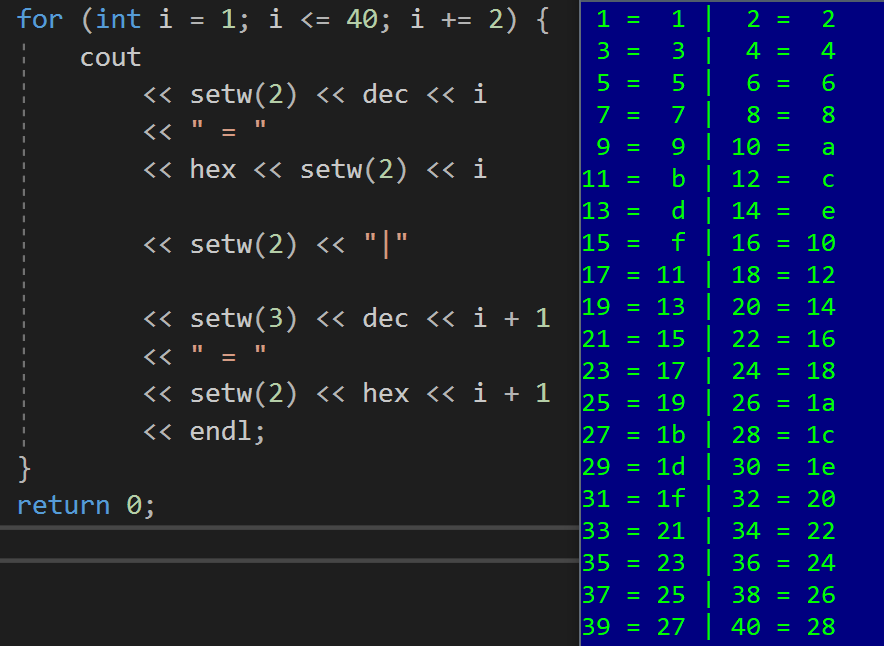 for (int i = 1; i <= 40; i += 2) {
    cout
        << setw(2) << dec << i
        << " = "
        << hex << setw(2) << i

        << setw(2) << "|"

        << setw(3) << dec << i + 1
        << " = "
        << setw(2) << hex << i + 1
        << endl;
}
return 0;
 1 =  1 |  2 =  2
 3 =  3 |  4 =  4
 5 =  5 |  6 =  6
 7 =  7 |  8 =  8
 9 =  9 | 10 =  a
11 =  b | 12 =  c
13 =  d | 14 =  e
15 =  f | 16 = 10
17 = 11 | 18 = 12
19 = 13 | 20 = 14
21 = 15 | 22 = 16
23 = 17 | 24 = 18
25 = 19 | 26 = 1a
27 = 1b | 28 = 1c
29 = 1d | 30 = 1e
31 = 1f | 32 = 20
33 = 21 | 34 = 22
35 = 23 | 36 = 24
37 = 25 | 38 = 26
39 = 27 | 40 = 28